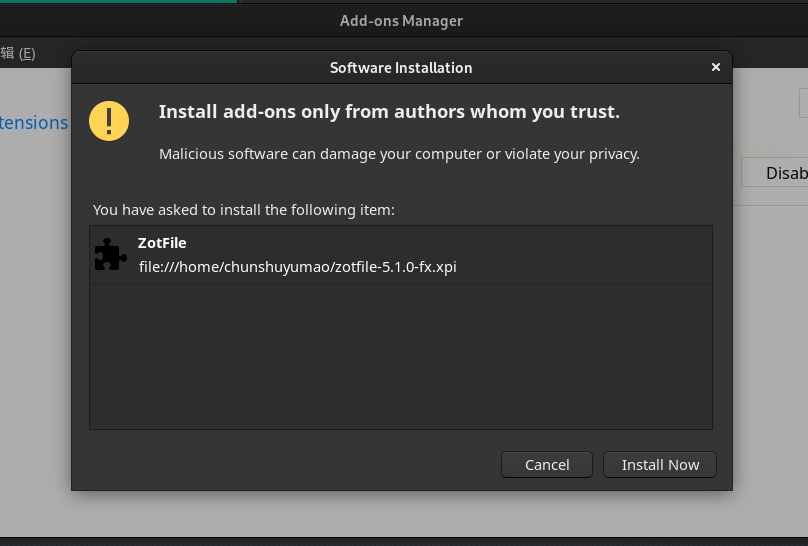 Add-ons Manager
辑 (E)
Software Installation
Install add-ons only from authors whom you trust.
Malicious software can damage your computer or violate your privacy.
tensions
Disab
You have asked to install the following item:
ZotFile
file:///home/chunshuyumao/zotfile-5.1.0-fx.xpi
Cancel
Install Now